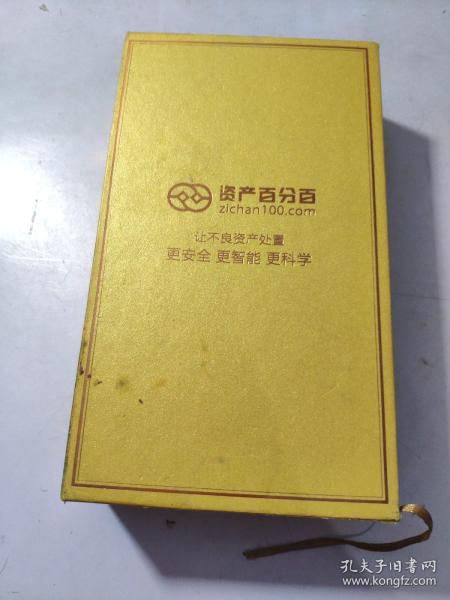 资产百分百
zichan100.com
让不良资产处置
更安全 更智能 更科学
孔夫子旧书网
www.kongfz.com